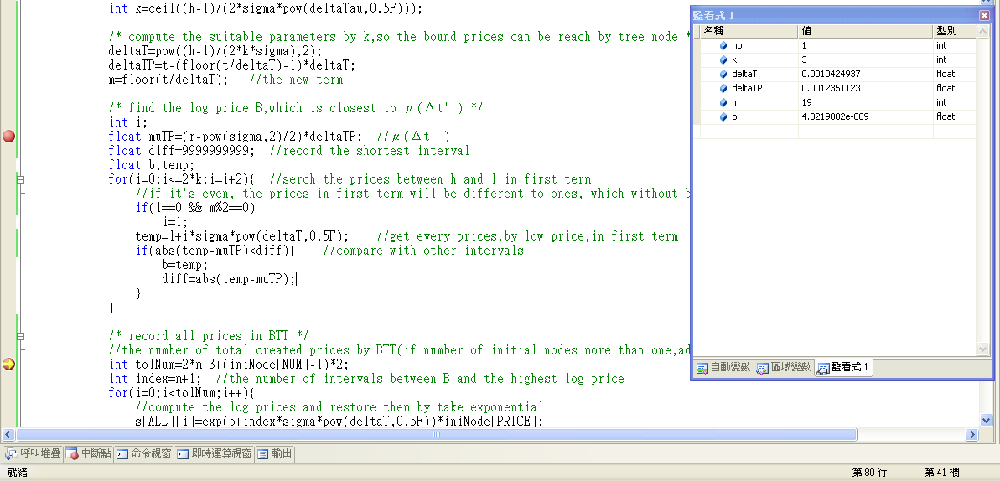 int k=ceil((h-l)/(2*sigma*pow(deltaTau,0.5F)));
/* compute the suitable parameters by k,so the bound prices can be reach by tree node *
deltaT=pow((h-l)/(2*k*sigma),2);
deltaTP=t-(floor(t/deltaT)-1)*deltaT;
m=floor(t/deltaT);   //the new term
/* find the log price B,which is closest to μ(Δt' ) */
int i;
float muTP=(r-pow(sigma,2)/2)*deltaTP;  //μ(Δt' )
float diff=9999999999;  //record the shortest interval
float b,temp;
for(i=0;i<=2*k;i=i+2){  //serch the prices between h and l in first term
//if it's even, the prices in first term will be different to ones, which without b
if(i==0 && m%2==0)
i=1;
temp=l+i*sigma*pow(deltaT,0.5F);    //get every prices,by low price,in first term
if(abs(temp-muTP)<diff){    //compare with other intervals
b=temp;
diff=abs(temp-muTP);
}
}
/* record all prices in BTT */
//the number of total created prices by BTT(if number of initial nodes more than one,ad
int tolNum=2*m+3+(iniNode[NUM]-1)*2;
int index=m+1;  //the number of intervals between B and the highest log price
for(i=0;i<tolNum;i++){
//compute the log prices and restore them by take exponential
s[ALL][i]=exp(b+index*sigma*pow(deltaT,0.5F))*iniNode[PRICE];
監看式 1
名稱 值 型別
no 1 int
k 3 int
deltaT 0.0010424937 float
deltaTP 0.0012351123 float
m 19 int
b 4.3219082e-009 float
自動變數 區域變數 監看式 1
呼叫堆疊 中斷點 命令視窗 即時運算視窗 輸出
就緒 第 80 行 第 41 欄